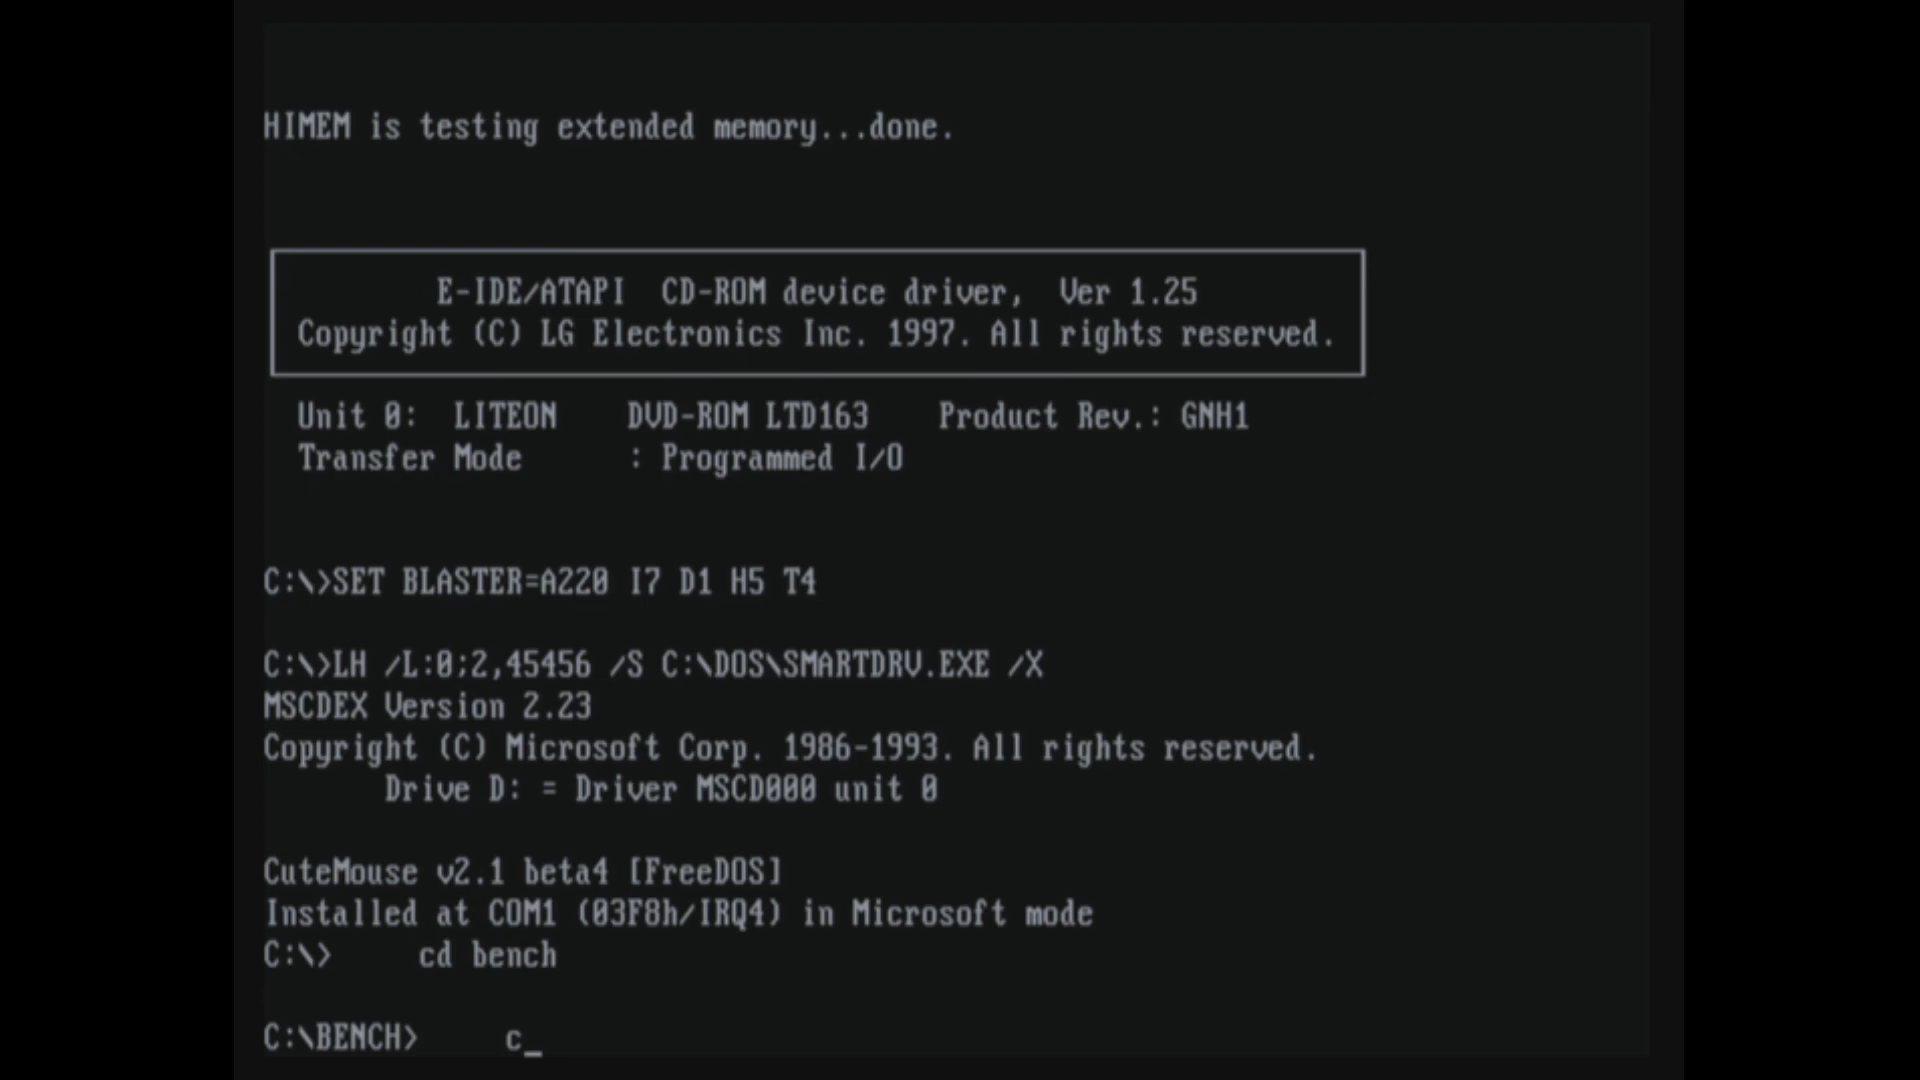 HIMEM is testing extended memory...done.
E-IDE/ATAPI  CD-ROM device driver,  Ver 1.25
Copyright (C) LG Electronics Inc. 1997. All rights reserved.
Unit 0:  LITEON    DVD-ROM LTD163    Product Rev.: GNH1
Transfer Mode      : Programmed I/O
C:\>SET BLASTER=A220 I7 D1 H5 T4
C:\>LH /L:0;2,45456 /S C:\DOS\SMARTDRV.EXE /X
MSCDEX Version 2.23
Copyright (C) Microsoft Corp. 1986-1993. All rights reserved.
       Drive D: = Driver MSCD000 unit 0
CuteMouse v2.1 beta4 [FreeDOS]
Installed at COM1 (03F8h/IRQ4) in Microsoft mode
C:\>     cd bench
C:\BENCH>     c_